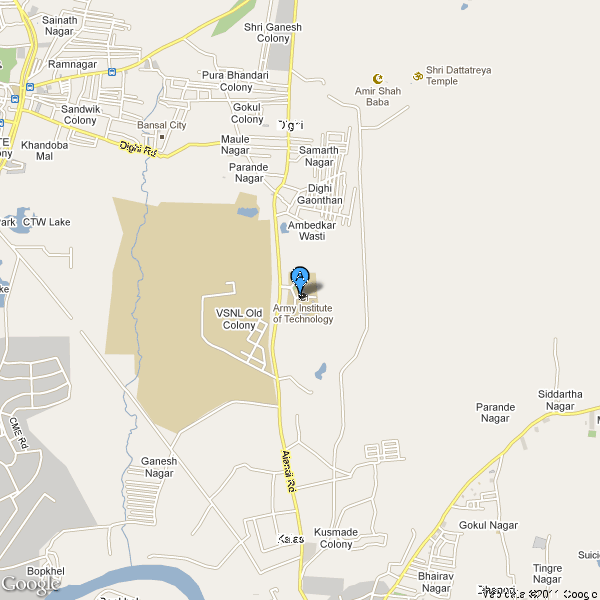 Sainath
Nagar
Shri Ganesh
Colony
Ramnagar
Pura Bhandari
Colony
Amir Shah
Baba
Shri Dattatreya
Temple
Sandwik
Colony
Gokul
Colony
Bansal City
Dighi
Khandoba
Mal
Dighi Rd
Maule
Nagar
Samarth
Nagar
Parande
Nagar
Dighi
Gaonthan
CTW Lake
Ambedkar
Wasti
VSNL Old
Colony
Army Institute
of Technology
CME Rd
Siddartha
Nagar
Parande
Nagar
Alandi Rd
Ganesh
Nagar
Gokul Nagar
Kalas
Kusmade
Colony
Bopkhel
Bhairav
Nagar
Tingre
Nagar
Google